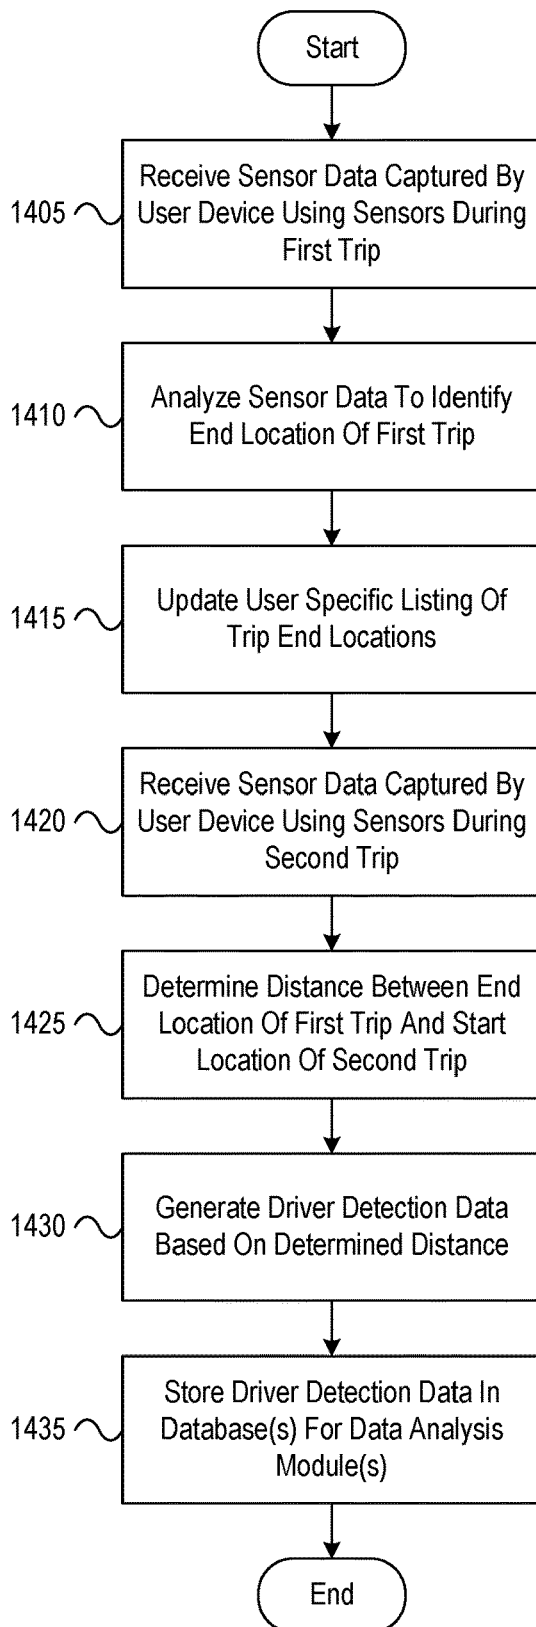 Start
Receive Sensor Data Captured By
1405
User Device Using Sensors During
First Trip
Analyze Sensor Data To Identify
1410
End Location Of First Trip
Update User Specific Listing Of
1415
Trip End Locations
Receive Sensor Data Captured By
1420
User Device Using Sensors During
Second Trip
Determine Distance Between End
1425
Location Of First Trip And Start
Location Of Second Trip
Generate Driver Detection Data
1430
Based On Determined Distance
Store Driver Detection Data In
1435
Database(s) For Data Analysis
Module(s)
End